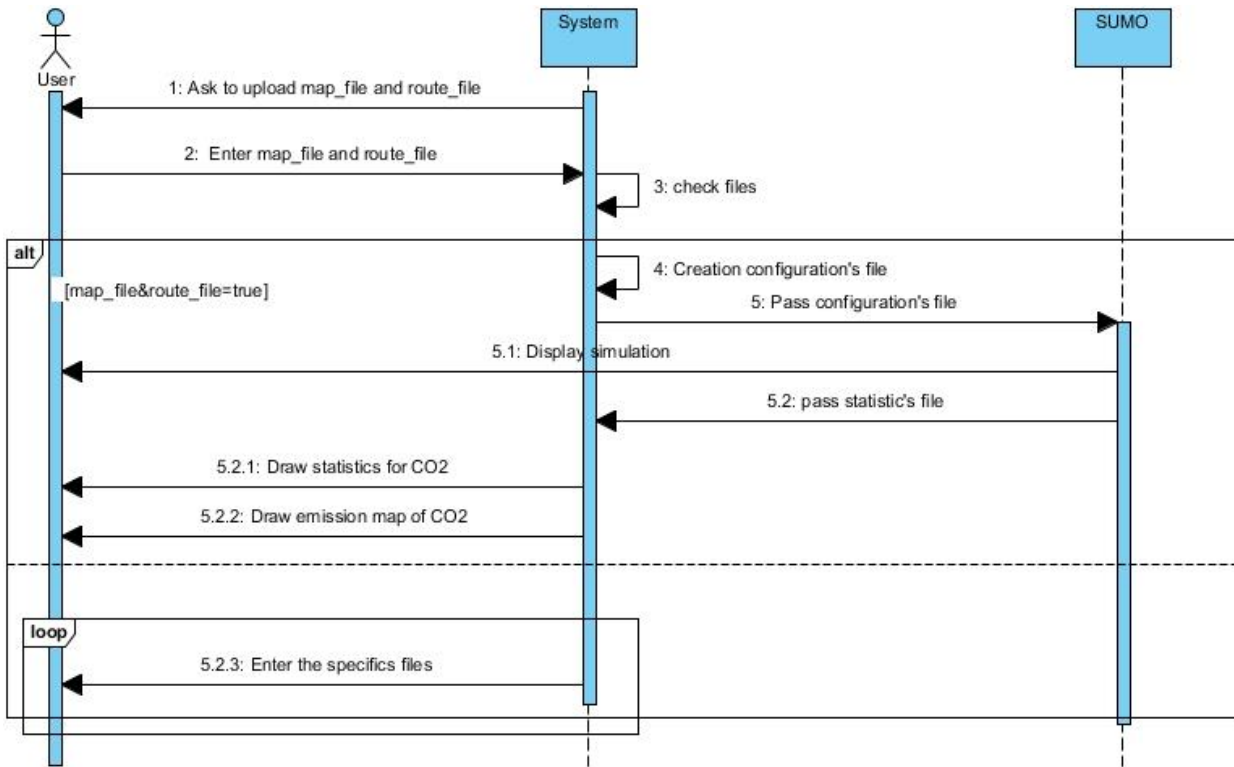 System
SUMO
User
1: Ask to upload map_file and route_file
2: Enter map_file and route_file
3: check files
alt
4: Creation configuration's file
[map_file&route_file=true]
5: Pass configuration's file
5.1: Display simulation
5.2: pass statistic's file
5.2.1: Draw statistics for CO2
5.2.2: Draw emission map of CO2
loop
5.2.3: Enter the specifics files